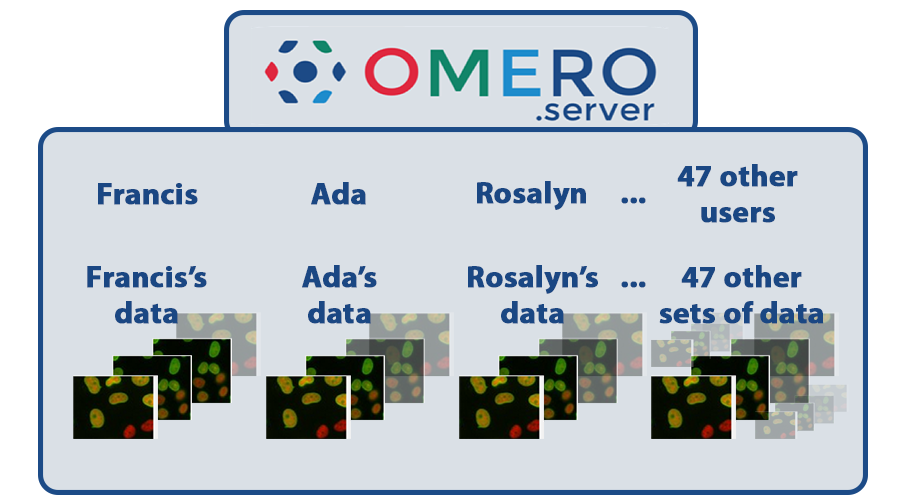 OMERO
.server
Francis Ada Rosalyn ... 47 other
users
Francis’s Ada’s Rosalyn’s ... 47 other
data data data sets of data